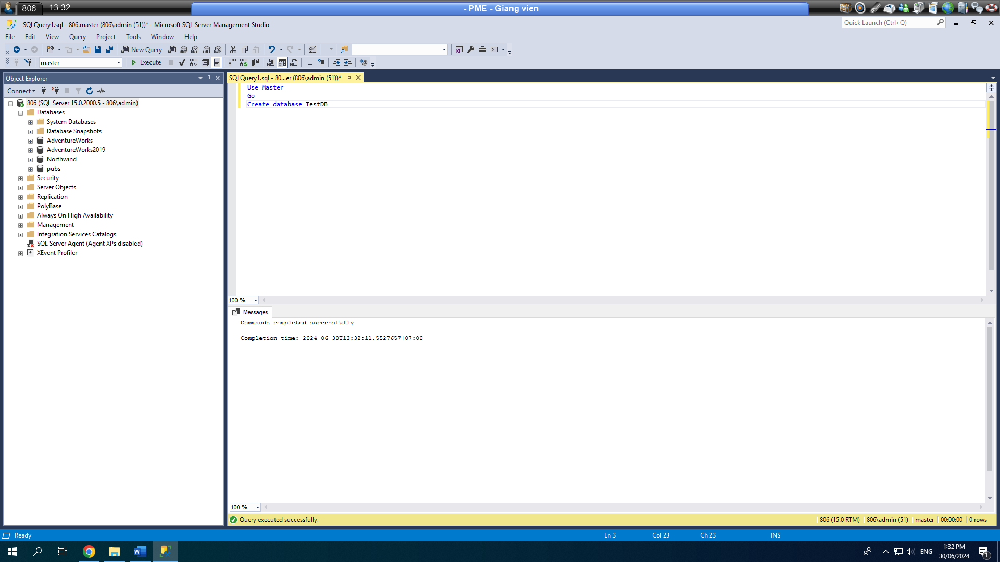 806
13:32
- PME - Giang vien
SQLQuery1.sql - 806.master (806\admin (51))* - Microsoft SQL Server Management Studio
Quick Launch (Ctrl+Q)
File Edit View Query Project Tools Window Help
New Query
MDX DMX XMLA DAX
master
Execute
Object Explorer
Connect
806 (SQL Server 15.0.2000.5 - 806\admin)
Databases
System Databases
Database Snapshots
AdventureWorks
AdventureWorks2019
Northwind
pubs
Security
Server Objects
Replication
PolyBase
Always On High Availability
Management
Integration Services Catalogs
SQL Server Agent (Agent XPs disabled)
XEvent Profiler
SQLQuery1.sql - 80...er (806\admin (51))*
Use Master
Go
Create database TestDB
100 %
Messages
Commands completed successfully.
Completion time: 2024-06-30T13:32:11.5527657+07:00
100 %
Query executed successfully.
806 (15.0 RTM) 806\admin (51) master 00:00:00 0 rows
Ready
Ln 3 Col 23 Ch 23 INS
ENG
1:32 PM
30/06/2024
1